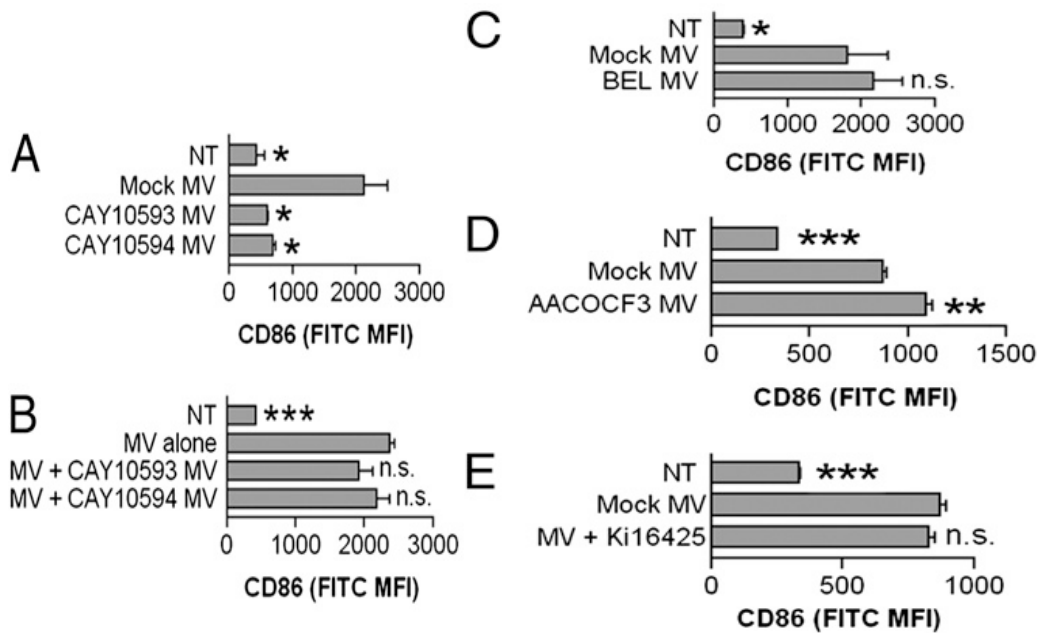 A
NT *
Mock MV
CAY10593 MV *
CAY10594 MV *
0 1000 2000 3000
CD86 (FITC MFI)
B
NT ***
MV alone
MV + CAY10593 MV n.s.
MV + CAY10594 MV n.s.
0 1000 2000 3000
CD86 (FITC MFI)
C
NT *
Mock MV
BEL MV n.s.
0 1000 2000 3000
CD86 (FITC MFI)
D
NT ***
Mock MV
AACOCF3 MV **
0 500 1000 1500
CD86 (FITC MFI)
E
NT ***
Mock MV
MV + Ki16425 n.s.
0 500 1000
CD86 (FITC MFI)